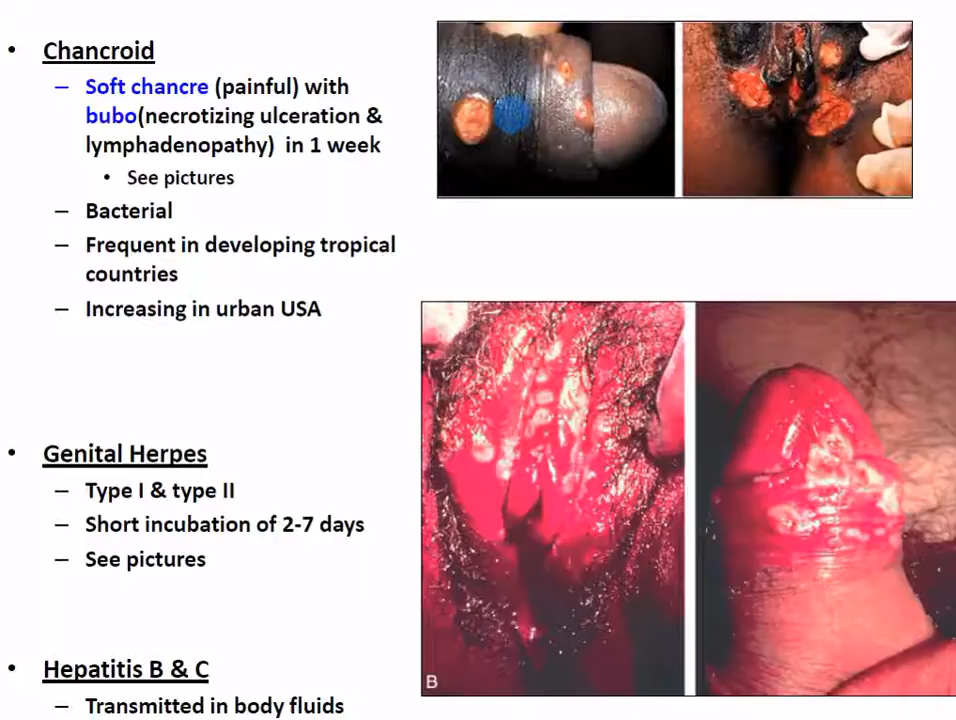 • Chancroid
– Soft chancre (painful) with
bubo(necrotizing ulceration &
lymphadenopathy) in 1 week
• See pictures
– Bacterial
– Frequent in developing tropical
countries
– Increasing in urban USA
• Genital Herpes
– Type I & type II
– Short incubation of 2-7 days
– See pictures
B
• Hepatitis B & C
– Transmitted in body fluids